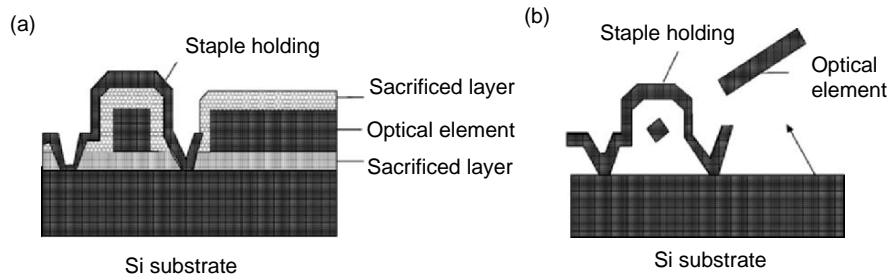 (a)
Staple holding
Sacrificed layer
Optical element
Sacrificed layer
Si substrate
(b)
Staple holding
Optical
element
Si substrate